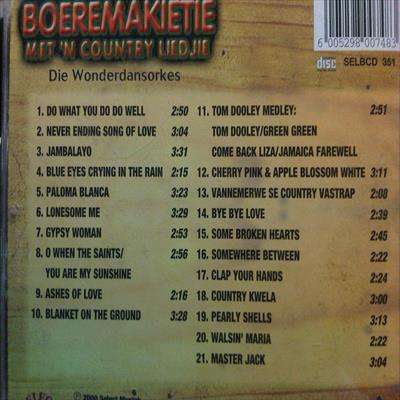 BOEREMAKIETIE
MET 'N COUNTRY LIEDJIE
Die Wonderdansorkes
6 005298 000748
disc SELBCD 351
1. DO WHAT YOU DO DO WELL 2:50
2. NEVER ENDING SONG OF LOVE 3:04
3. JAMBALAYO 3:31
4. BLUE EYES CRYING IN THE RAIN 2:15
5. PALOMA BLANCA 3:23
6. LONESOME ME 3:29
7. GYPSY WOMAN 2:53
8. O WHEN THE SAINTS/ 2:56
YOU ARE MY SUNSHINE
9. ASHES OF LOVE 2:16
10. BLANKET ON THE GROUND 3:28
11. TOM DOOLEY MEDLEY: 2:51
TOM DOOLEY/GREEN GREEN
COME BACK LIZA/JAMAICA FAREWELL
12. CHERRY PINK & APPLE BLOSSOM WHITE 3:11
13. VANNEMERWE SE COUNTRY VASTRAP 2:08
14. BYE BYE LOVE 2:39
15. SOME BROKEN HEARTS 2:45
16. SOMEWHERE BETWEEN 2:22
17. CLAP YOUR HANDS 2:24
18. COUNTRY KWELA 3:00
19. PEARLY SHELLS 3:13
20. WALSIN' MARIA 2:22
21. MASTER JACK 3:04
2000 Select